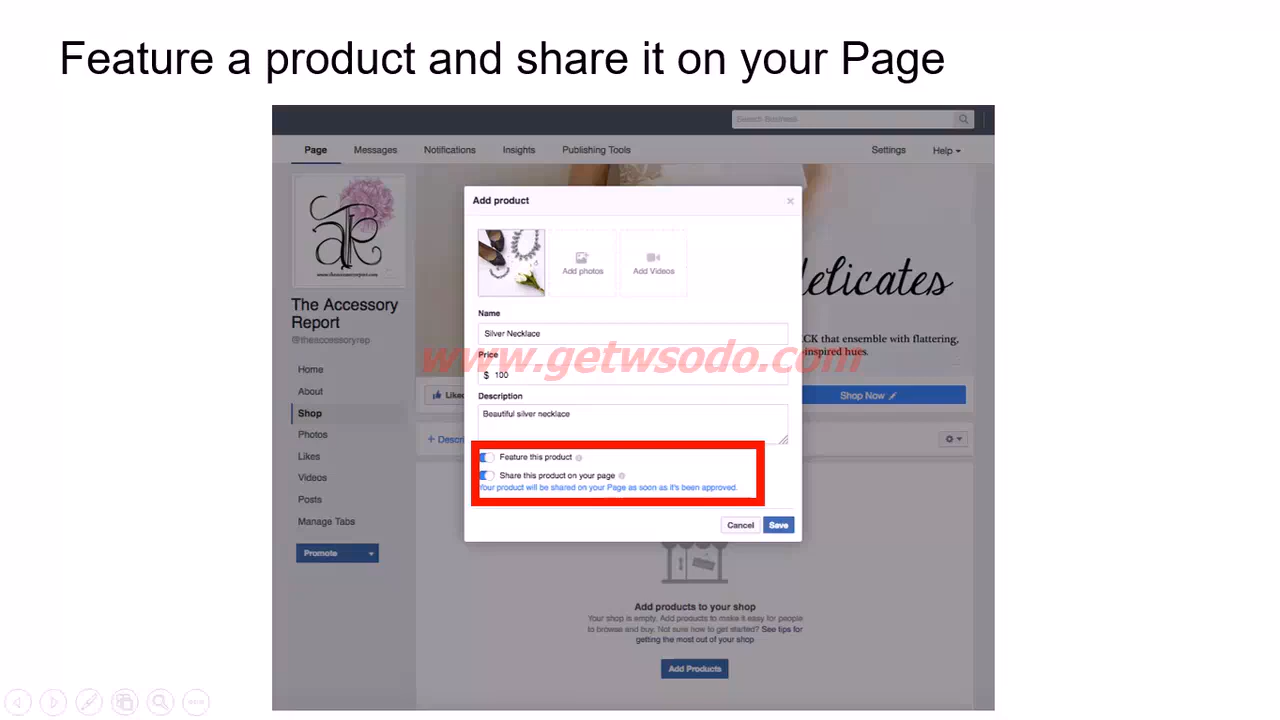 Feature a product and share it on your Page
Page Messages Notifications Insights Publishing Tools Settings Help
Add product
Add photos Add Videos
www.theaccessoryreport.com
The Accessory
Report
@theaccessoryrep
delicates
CK that ensemble with flattering,
-inspired hues.
Name
Silver Necklace
www.getwsodo.com
Price
$ 100
Home
About
Shop
Photos
Likes
Videos
Posts
Manage Tabs
Promote
Liked
Shop Now
Description
Beautiful silver necklace
+ Descri
Feature this product
Share this product on your page
Your product will be shared on your Page as soon as it's been approved.
Cancel Save
Add products to your shop
Your shop is empty. Add products to make it easy for people
to browse and buy. Not sure how to get started? See tips for
getting the most out of your shop
Add Products